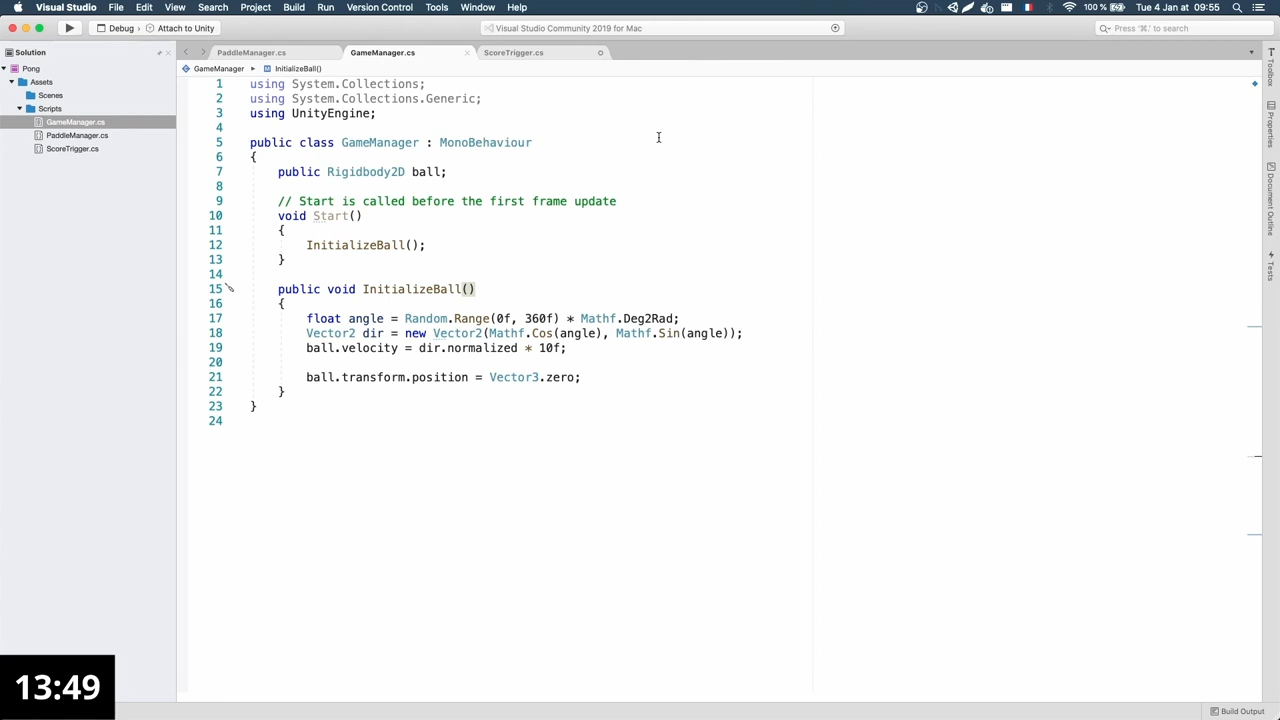 Visual Studio File Edit View Search Project Build Run Version Control Tools Window Help 100 % Tue 4 Jan at 09:55
Debug Attach to Unity Visual Studio Community 2019 for Mac Press '⌘.' to search
Solution
Pong
Assets
Scenes
Scripts
GameManager.cs
PaddleManager.cs
ScoreTrigger.cs
PaddleManager.cs GameManager.cs ScoreTrigger.cs
GameManager InitializeBall()
1 using System.Collections;
2 using System.Collections.Generic;
3 using UnityEngine;
4
5 public class GameManager : MonoBehaviour
6 {
7 public Rigidbody2D ball;
8
9 // Start is called before the first frame update
10 void Start()
11 {
12 InitializeBall();
13 }
14
15 public void InitializeBall()
16 {
17 float angle = Random.Range(0f, 360f) * Mathf.Deg2Rad;
18 Vector2 dir = new Vector2(Mathf.Cos(angle), Mathf.Sin(angle));
19 ball.velocity = dir.normalized * 10f;
20
21 ball.transform.position = Vector3.zero;
22 }
23 }
24
Toolbox
Properties
Document Outline
Tests
13:49
Build Output